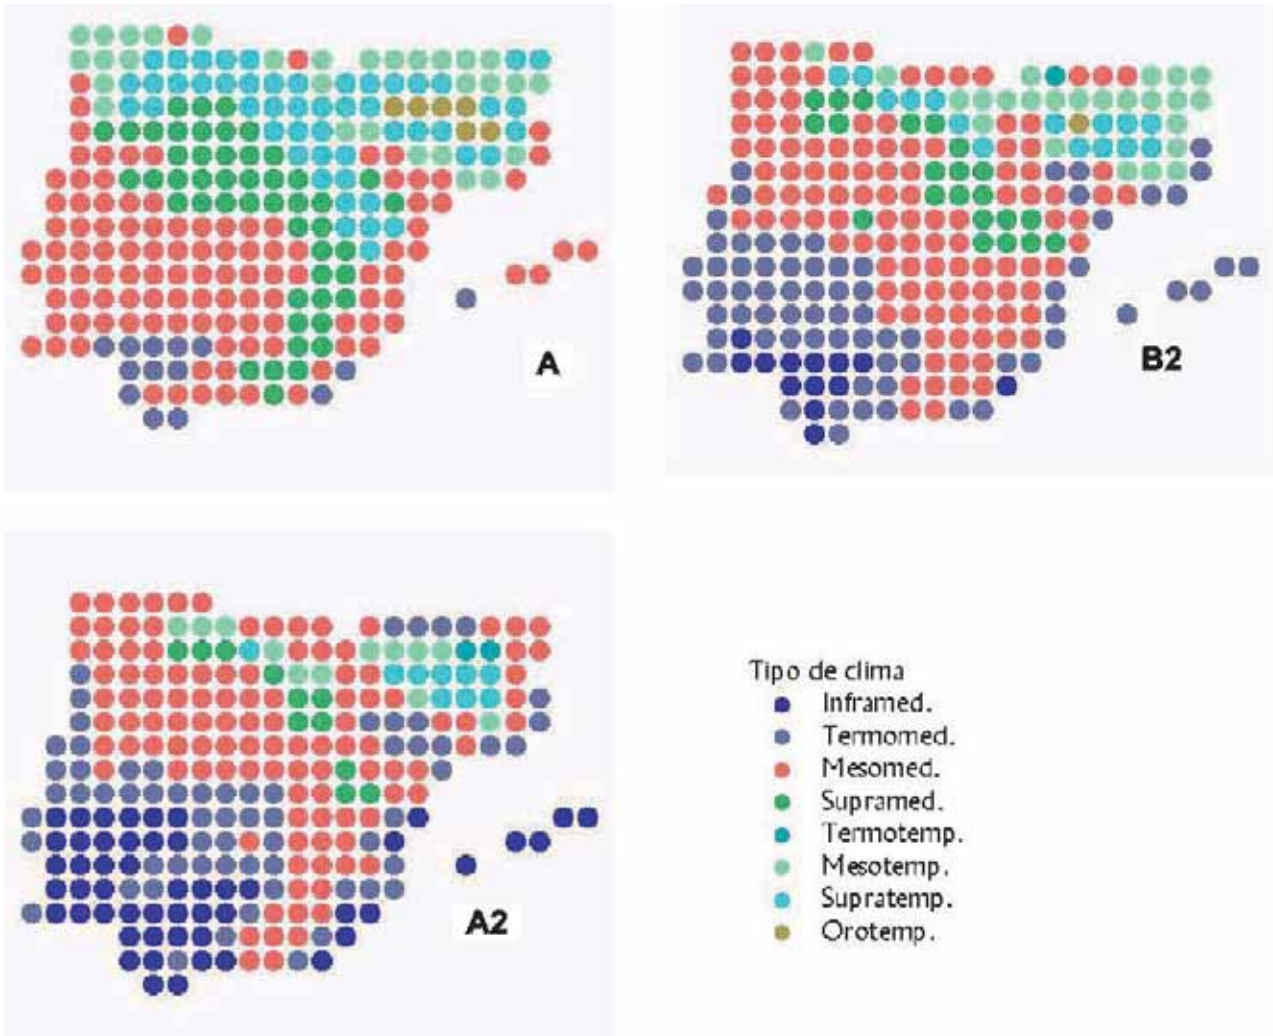 A
B2
A2
Tipo de clima
Inframed.
Termomed.
Mesomed.
Supramed.
Termotemp.
Mesotemp.
Supratemp.
Orotemp.